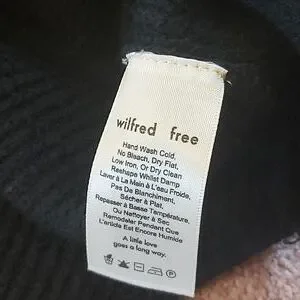 wilfred free
Hand Wash Cold,
No Bleach, Dry Flat,
Low Iron, Or Dry Clean
Reshape Whilst Damp
Laver À La Main à L'eau Froide,
Pas De Blanchiment,
Sécher à Plat,
Repasser à Basse Température,
Ou Nettoyer à Sec
Remodeler Pendant Que
L'article Est Encore Humide
A little love
goes a long way.